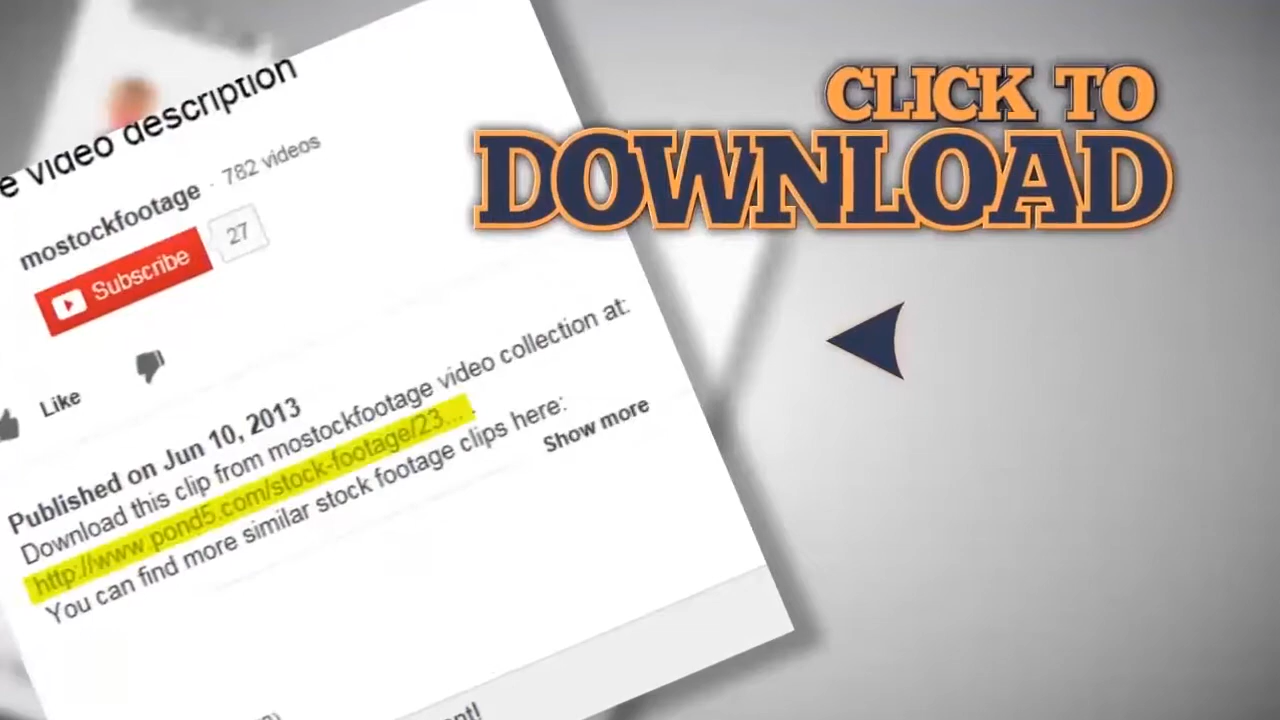 CLICK TO
DOWNLOAD
e video description
mostockfootage · 782 videos
Subscribe 27
Like
Published on Jun 10, 2013
Download this clip from mostockfootage video collection at:
http://www.pond5.com/stock-footage/23... .
You can find more similar stock footage clips here:
Show more